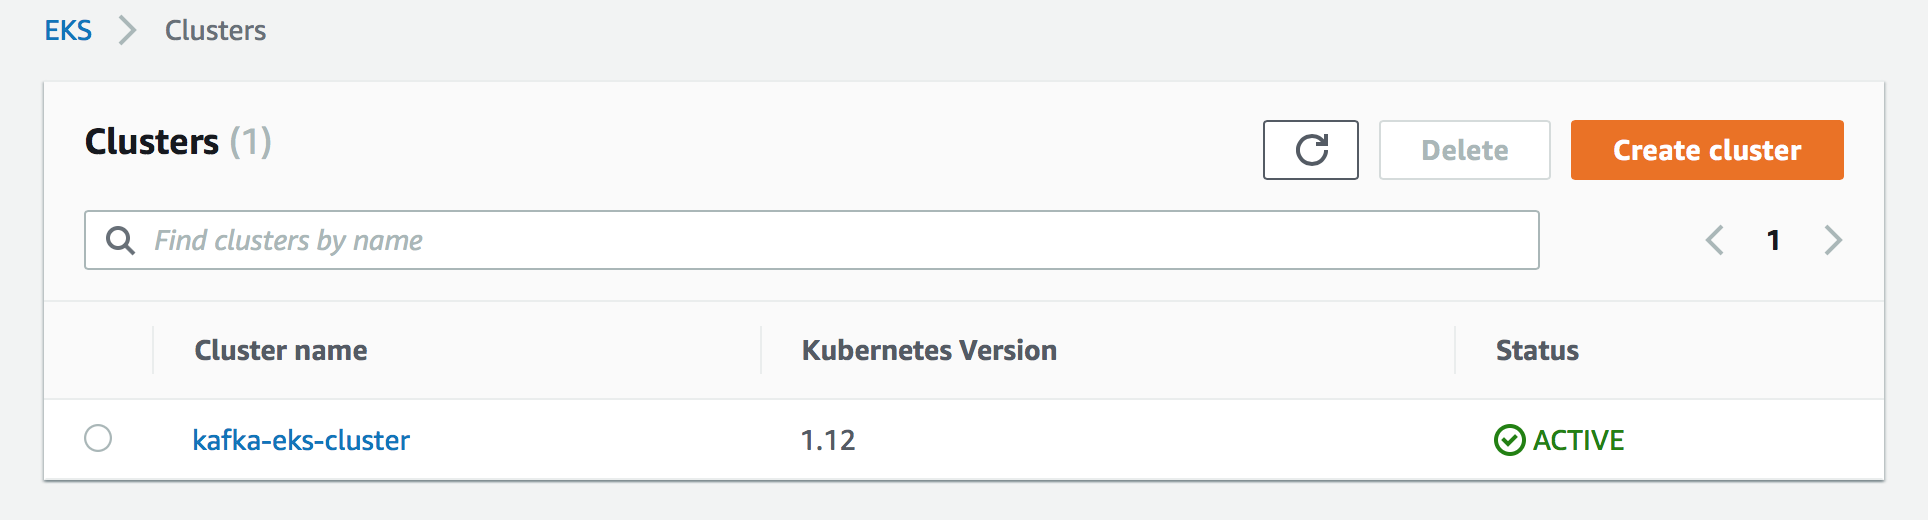 EKS Clusters
Clusters (1)
Delete
Create cluster
Find clusters by name
1
Cluster name Kubernetes Version Status
kafka-eks-cluster 1.12 ACTIVE